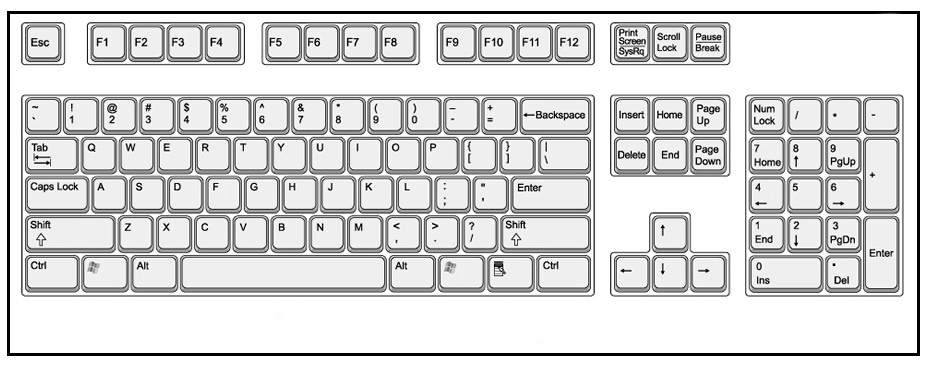 Esc F1 F2 F3 F4 F5 F6 F7 F8 F9 F10 F11 F12 Print Screen SysRq Scroll Lock Pause Break
~ ` ! 1 @ 2 # 3 $ 4 % 5 ^ 6 & 7 * 8 ( 9 ) 0 – - + = ←Backspace Insert Home Page Up Num Lock / * -
Tab Q W E R T Y U I O P { [ } ] | \ Delete End Page Down 7 Home 8 ↑ 9 PgUp +
Caps Lock A S D F G H J K L : ; " ' Enter 4 ← 5 6 →
Shift Z X C V B N M < , > . ? / Shift ↑ 1 End 2 ↓ 3 PgDn Enter
Ctrl Alt Alt Ctrl ← ↓ → 0 Ins . Del